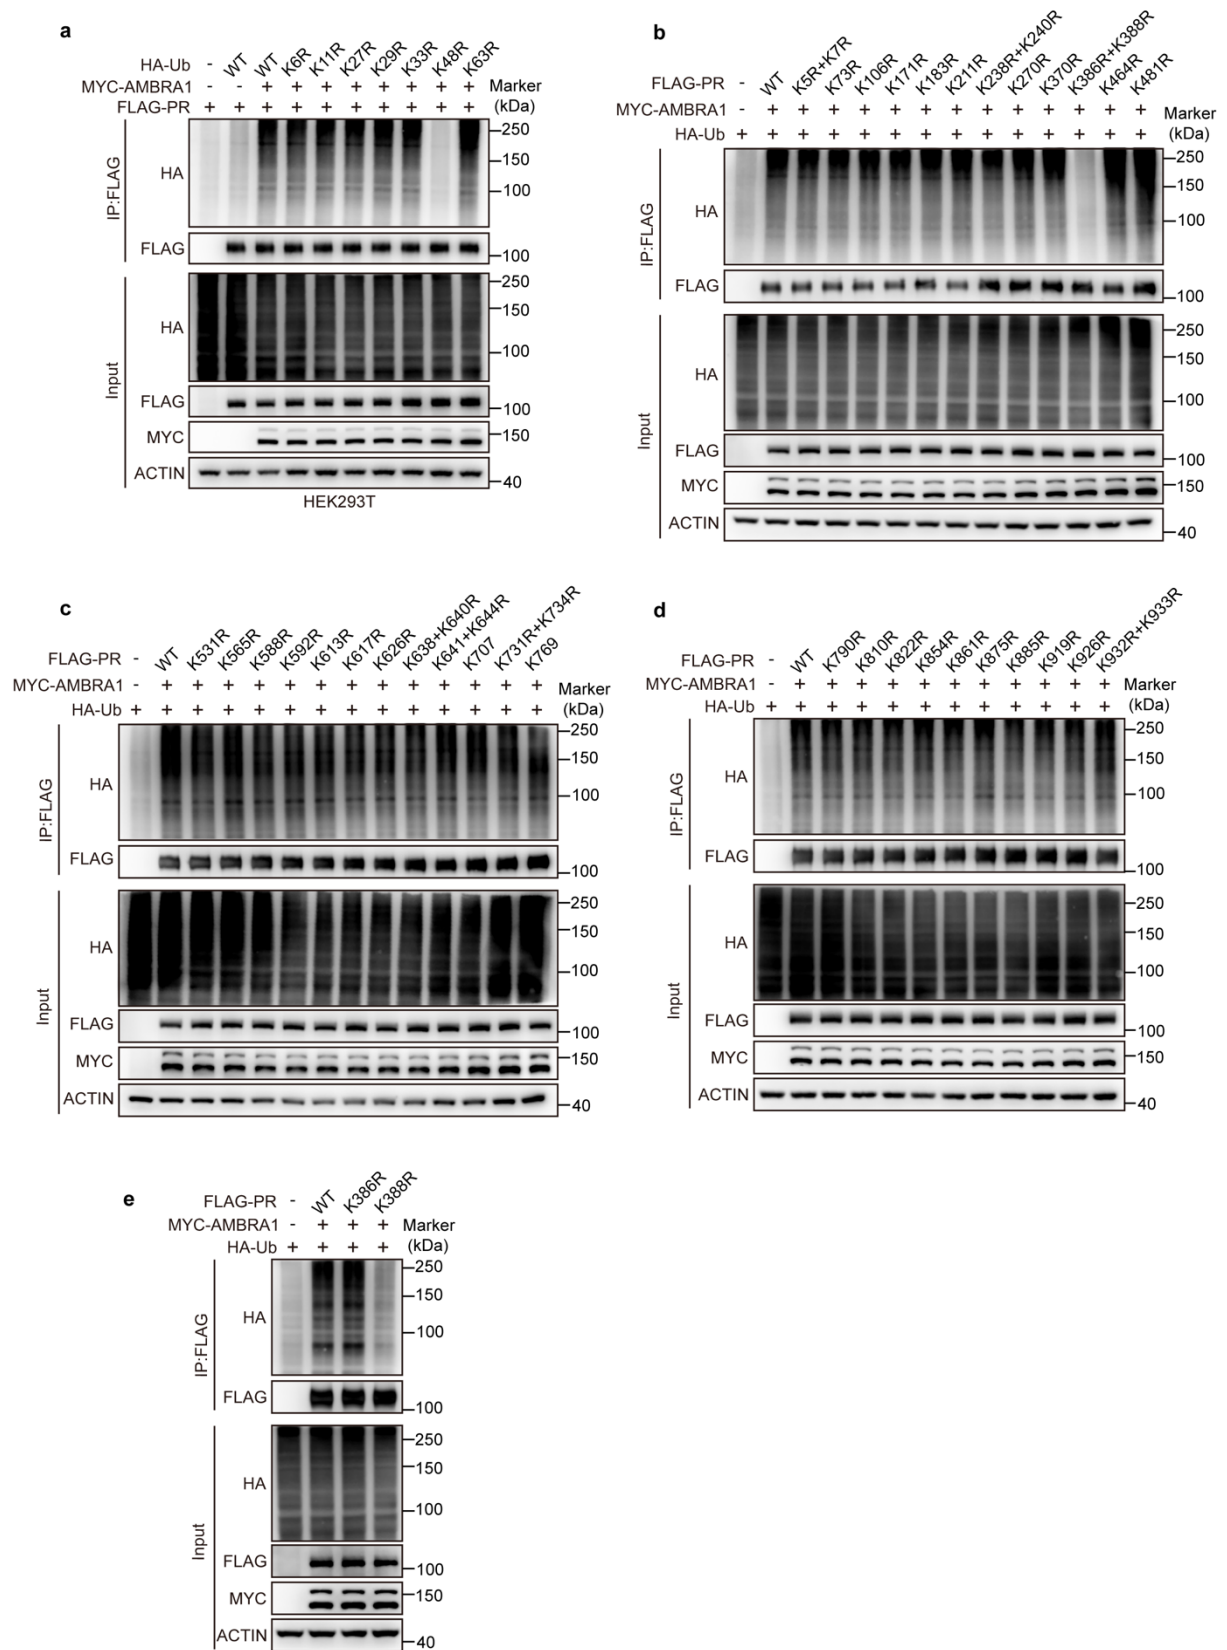 a
HA-Ub - WT WT K6R K11R K27R K29R K33R K48R K63R
MYC-AMBRA1 - - + + + + + + + + Marker
FLAG-PR + + + + + + + + + + (kDa)
IP:FLAG
HA
250
150
100
FLAG
100
Input
HA
250
150
100
FLAG
100
MYC
150
ACTIN
40
HEK293T
b
FLAG-PR - WT K5R+K7R K73R K106R K171R K183R K211R K238R+K240R K270R K370R K386R+K388R K464R K481R
MYC-AMBRA1 - + + + + + + + + + + + + + Marker
HA-Ub + + + + + + + + + + + + + + (kDa)
IP:FLAG
HA
250
150
100
FLAG
100
Input
HA
250
150
100
FLAG
100
MYC
150
ACTIN
40
c
FLAG-PR - WT K531R K565R K588R K592R K613R K617R K626R K638+K640R K641+K644R K707 K731R+K734R K769
MYC-AMBRA1 - + + + + + + + + + + + + + Marker
HA-Ub + + + + + + + + + + + + + + (kDa)
IP:FLAG
HA
250
150
100
FLAG
100
Input
HA
250
150
100
FLAG
100
MYC
150
ACTIN
40
d
FLAG-PR - WT K790R K810R K822R K854R K861R K875R K885R K919R K926R K932R+K933R
MYC-AMBRA1 - + + + + + + + + + + + Marker
HA-Ub + + + + + + + + + + + + (kDa)
IP:FLAG
HA
250
150
100
FLAG
100
Input
HA
250
150
100
FLAG
100
MYC
150
ACTIN
40
e
FLAG-PR - WT K386R K388R
MYC-AMBRA1 - + + + Marker
HA-Ub + + + + (kDa)
IP:FLAG
HA
250
150
100
FLAG
100
Input
HA
250
150
100
FLAG
100
MYC
150
ACTIN
40